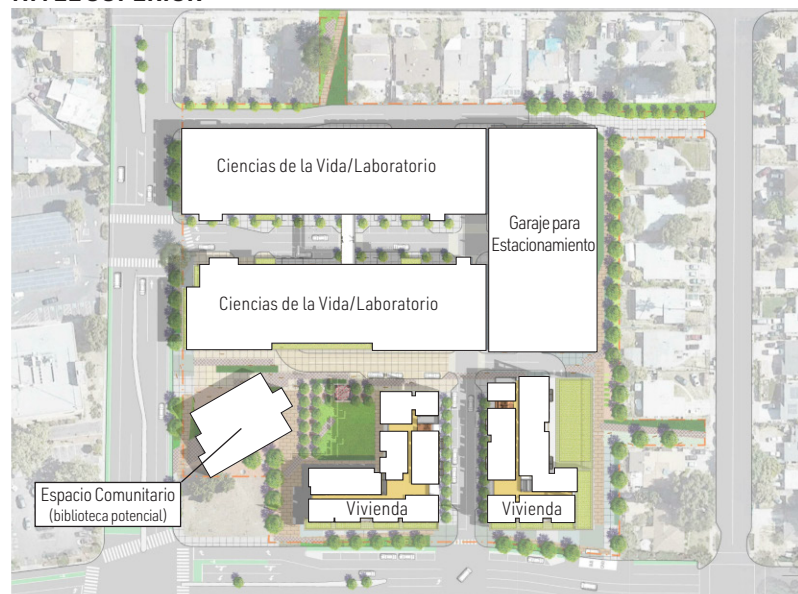 Ciencias de la Vida/Laboratorio
Garaje para
Estacionamiento
Ciencias de la Vida/Laboratorio
Espacio Comunitario
(biblioteca potencial)
Vivienda
Vivienda